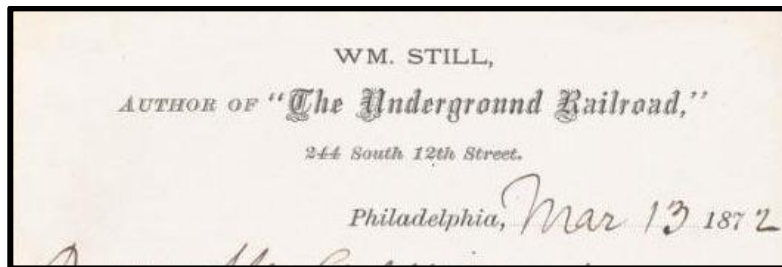 WM. STILL,
AUTHOR OF "The Underground Railroad,"
244 South 12th Street.
Philadelphia, Mar 13 1872